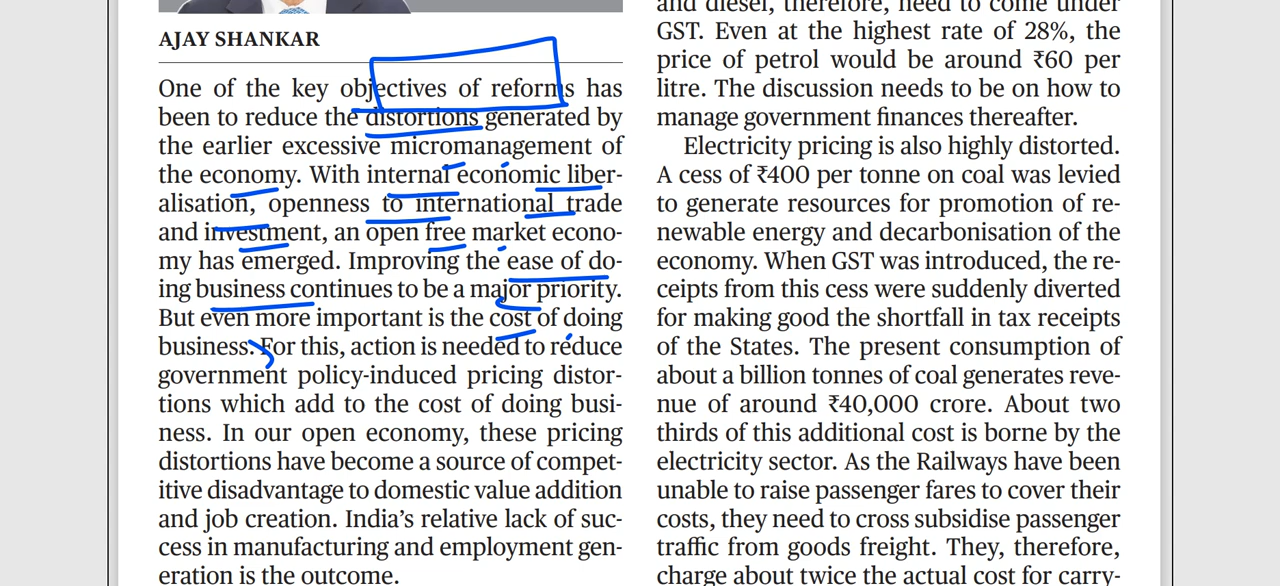 AJAY SHANKAR
One of the key objectives of reforms has
been to reduce the distortions generated by
the earlier excessive micromanagement of
the economy. With internal economic liber-
alisation, openness to international trade
and investment, an open free market econo-
my has emerged. Improving the ease of do-
ing business continues to be a major priority.
But even more important is the cost of doing
business. For this, action is needed to reduce
government policy-induced pricing distor-
tions which add to the cost of doing busi-
ness. In our open economy, these pricing
distortions have become a source of compet-
itive disadvantage to domestic value addition
and job creation. India’s relative lack of suc-
cess in manufacturing and employment gen-
eration is the outcome.
and diesel, therefore, need to come under
GST. Even at the highest rate of 28%, the
price of petrol would be around ₹60 per
litre. The discussion needs to be on how to
manage government finances thereafter.
Electricity pricing is also highly distorted.
A cess of ₹400 per tonne on coal was levied
to generate resources for promotion of re-
newable energy and decarbonisation of the
economy. When GST was introduced, the re-
ceipts from this cess were suddenly diverted
for making good the shortfall in tax receipts
of the States. The present consumption of
about a billion tonnes of coal generates reve-
nue of around ₹40,000 crore. About two
thirds of this additional cost is borne by the
electricity sector. As the Railways have been
unable to raise passenger fares to cover their
costs, they need to cross subsidise passenger
traffic from goods freight. They, therefore,
charge about twice the actual cost for carry-